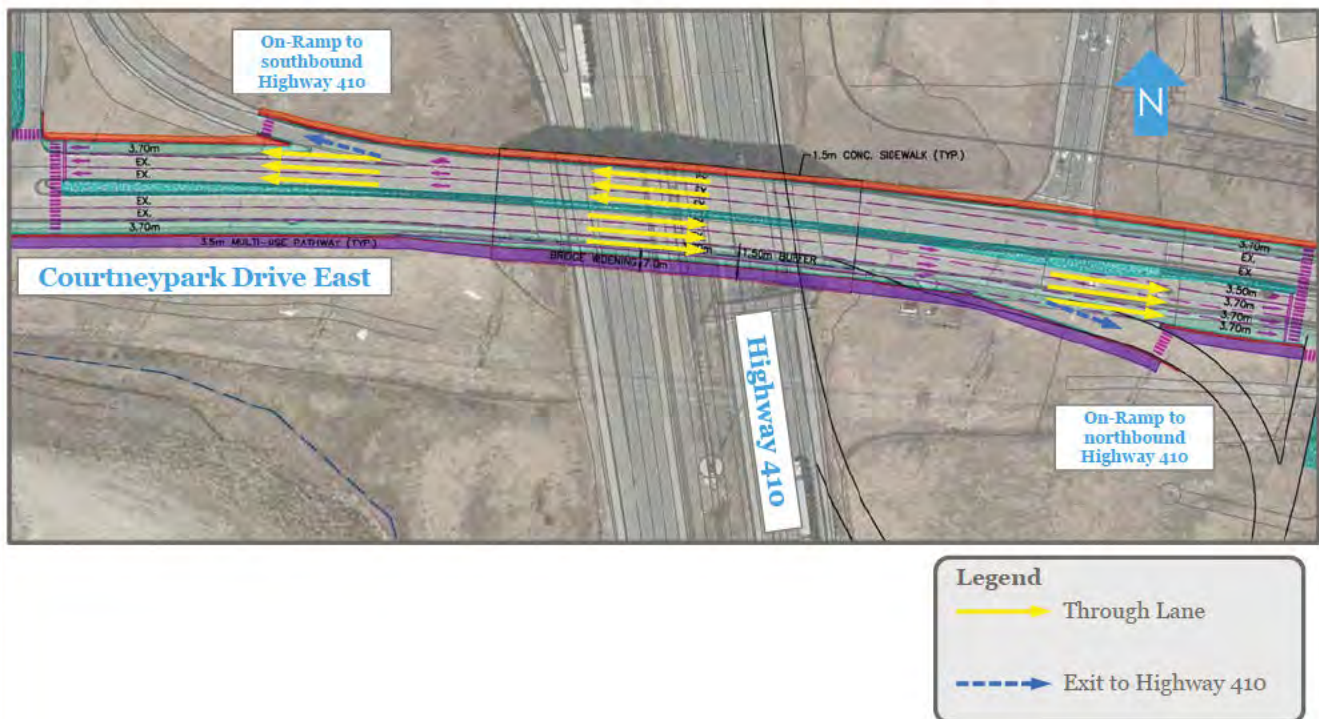 On-Ramp to
southbound
Highway 410
N
3.70m
EX.
EX.
1.5m CONC. SIDEWALK (TYP.)
EX.
EX.
3.70m
3.5m MULTI-USE PATHWAY (TYP.)
BRIDGE WIDENING 7.0m
1.50m BUFFER
3.70m
EX.
EX.
3.50m
3.70m
3.70m
3.70m
Courtneypark Drive East
Highway 410
On-Ramp to
northbound
Highway 410
Legend
Through Lane
Exit to Highway 410